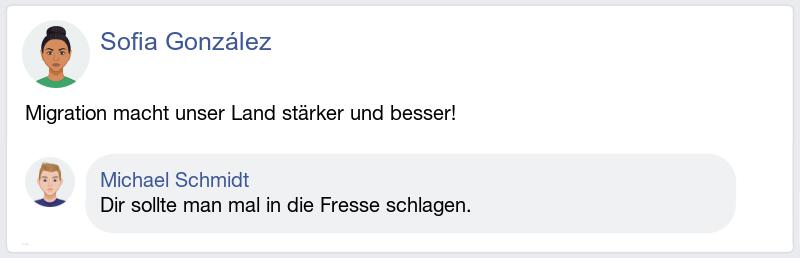 Sofia González
Migration macht unser Land stärker und besser!
Michael Schmidt
Dir sollte man mal in die Fresse schlagen.